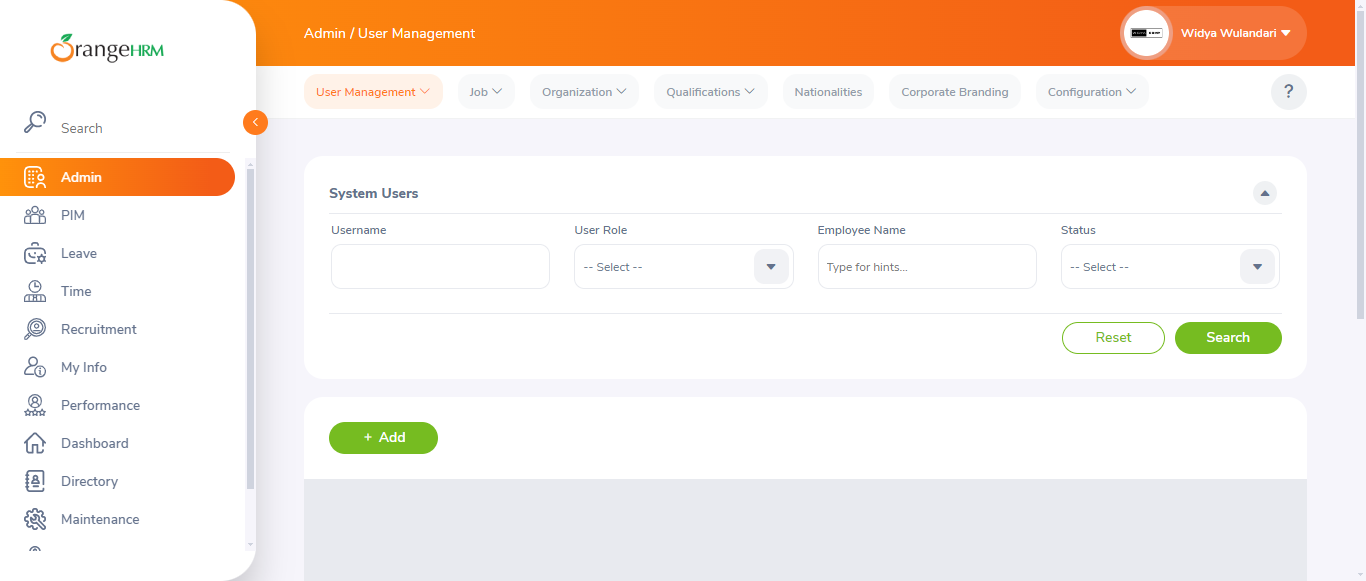 Admin / User Management
Widya Wulandari
rangeHRM
User Management
Job
Organization
Qualifications
Nationalities
Corporate Branding
Configuration
?
Search
Admin
PIM
Leave
Time
Recruitment
My Info
Performance
Dashboard
Directory
Maintenance
System Users
Username
User Role
Employee Name
Status
-- Select --
Type for hints...
-- Select --
Reset
Search
+ Add